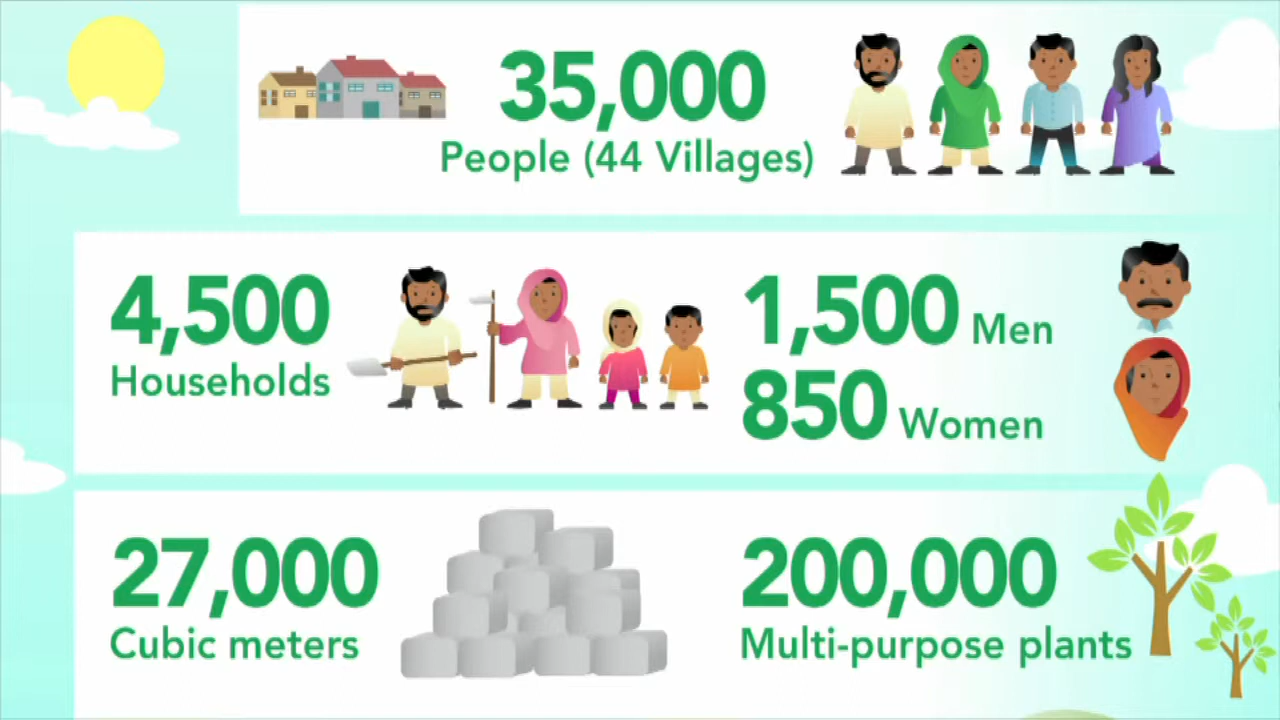 35,000
People (44 Villages)
4,500
Households
1,500 Men
850 Women
27,000
Cubic meters
200,000
Multi-purpose plants